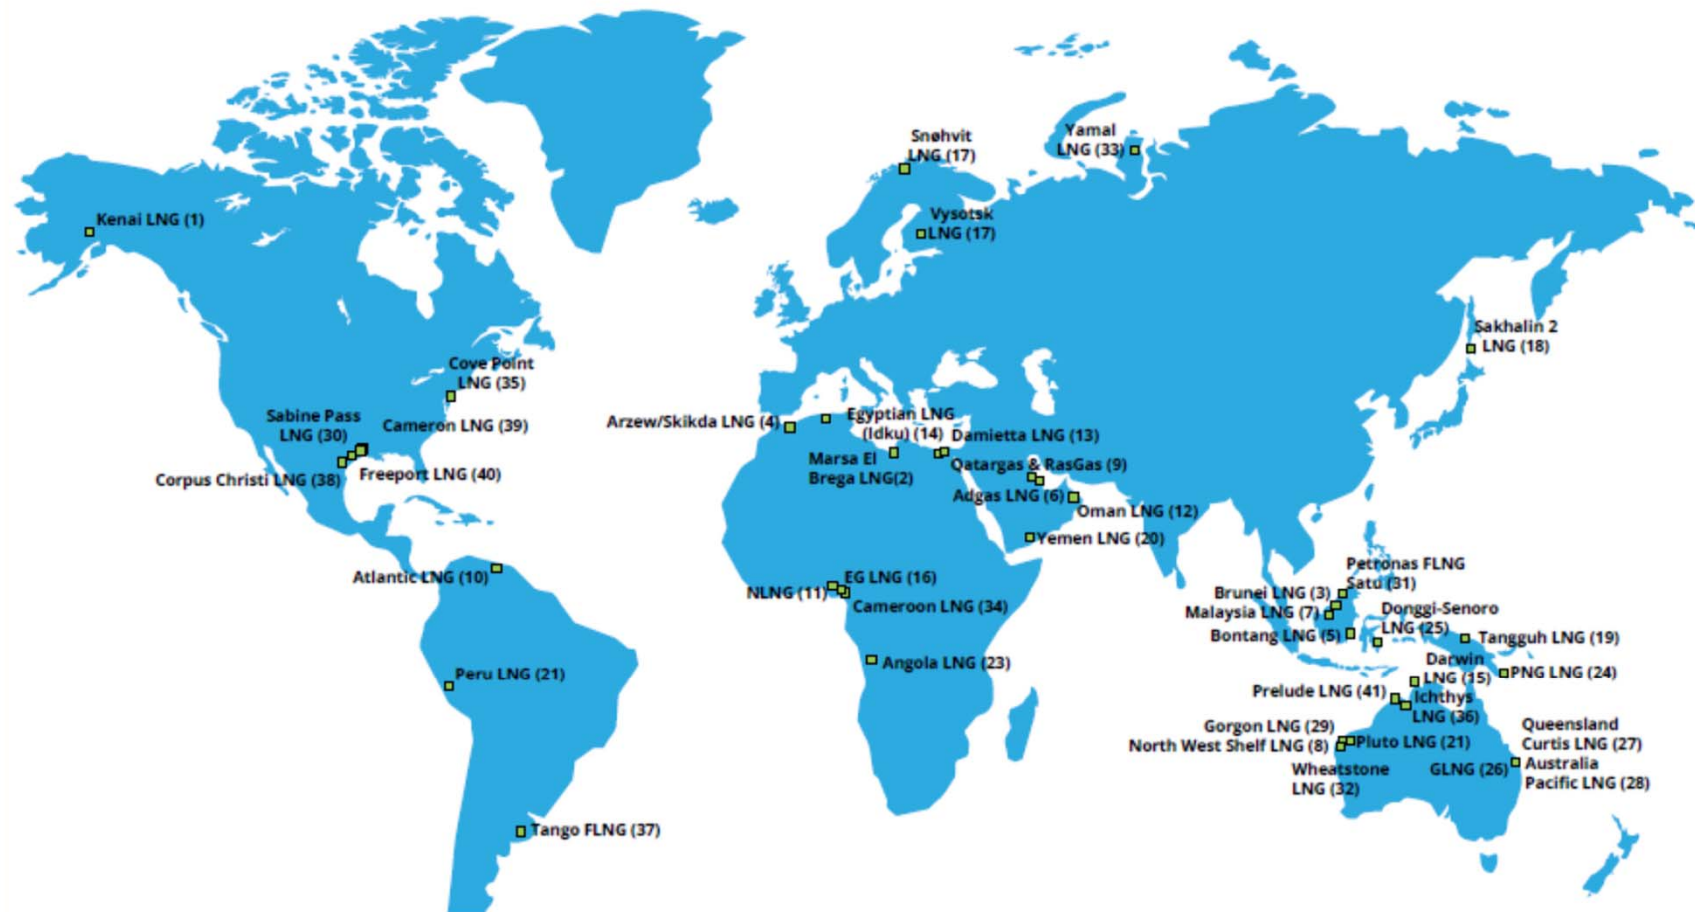 Snøhvit
LNG (17)
Yamal
LNG (33)
Kenai LNG (1)
Vysotsk
LNG (17)
Sakhalin 2
LNG (18)
Cove Point
LNG (35)
Sabine Pass
LNG (30)
Cameron LNG (39)
Corpus Christi LNG (38)
Freeport LNG (40)
Arzew/Skikda LNG (4)
Egyptian LNG
(Idku) (14)
Damietta LNG (13)
Marsa El
Brega LNG(2)
Qatargas & RasGas (9)
Adgas LNG (6)
Oman LNG (12)
Yemen LNG (20)
Atlantic LNG (10)
EG LNG (16)
NLNG (11)
Cameroon LNG (34)
Petronas FLNG
Satu (31)
Brunei LNG (3)
Malaysia LNG (7)
Donggi-Senoro
LNG (25)
Bontang LNG (5)
Tangguh LNG (19)
Angola LNG (23)
Peru LNG (21)
Darwin
LNG (15)
PNG LNG (24)
Prelude LNG (41)
Ichthys
LNG (36)
Gorgon LNG (29)
North West Shelf LNG (8)
Pluto LNG (21)
Queensland
Curtis LNG (27)
Wheatstone
LNG (32)
GLNG (26)
Australia
Pacific LNG (28)
Tango FLNG (37)